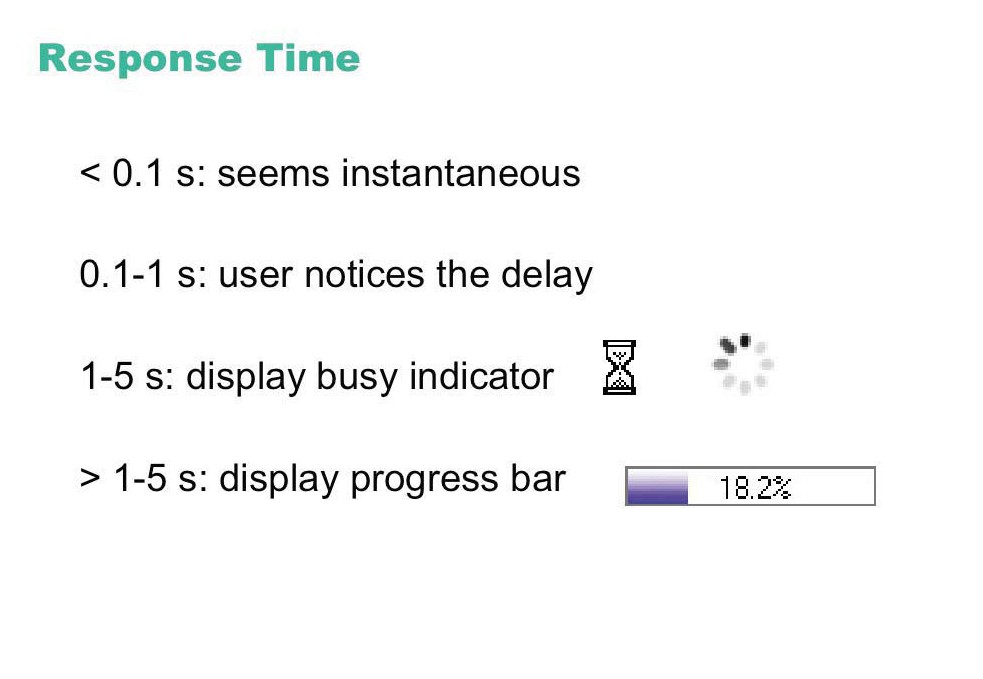 Response Time
< 0.1 s: seems instantaneous
0.1-1 s: user notices the delay
1-5 s: display busy indicator
> 1-5 s: display progress bar
18.2%